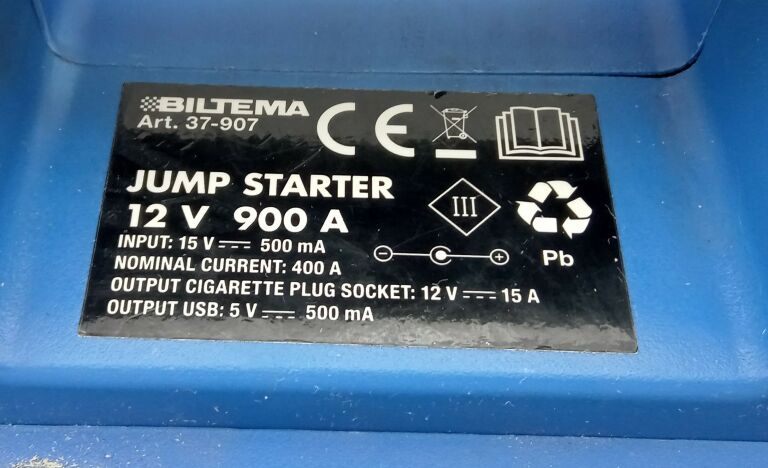 BILTEMA
Art. 37-907
CE
JUMP STARTER
12 V 900 A
III
INPUT: 15 V 500 mA
NOMINAL CURRENT: 400 A
Pb
OUTPUT CIGARETTE PLUG SOCKET: 12 V 15 A
OUTPUT USB: 5 V 500 mA